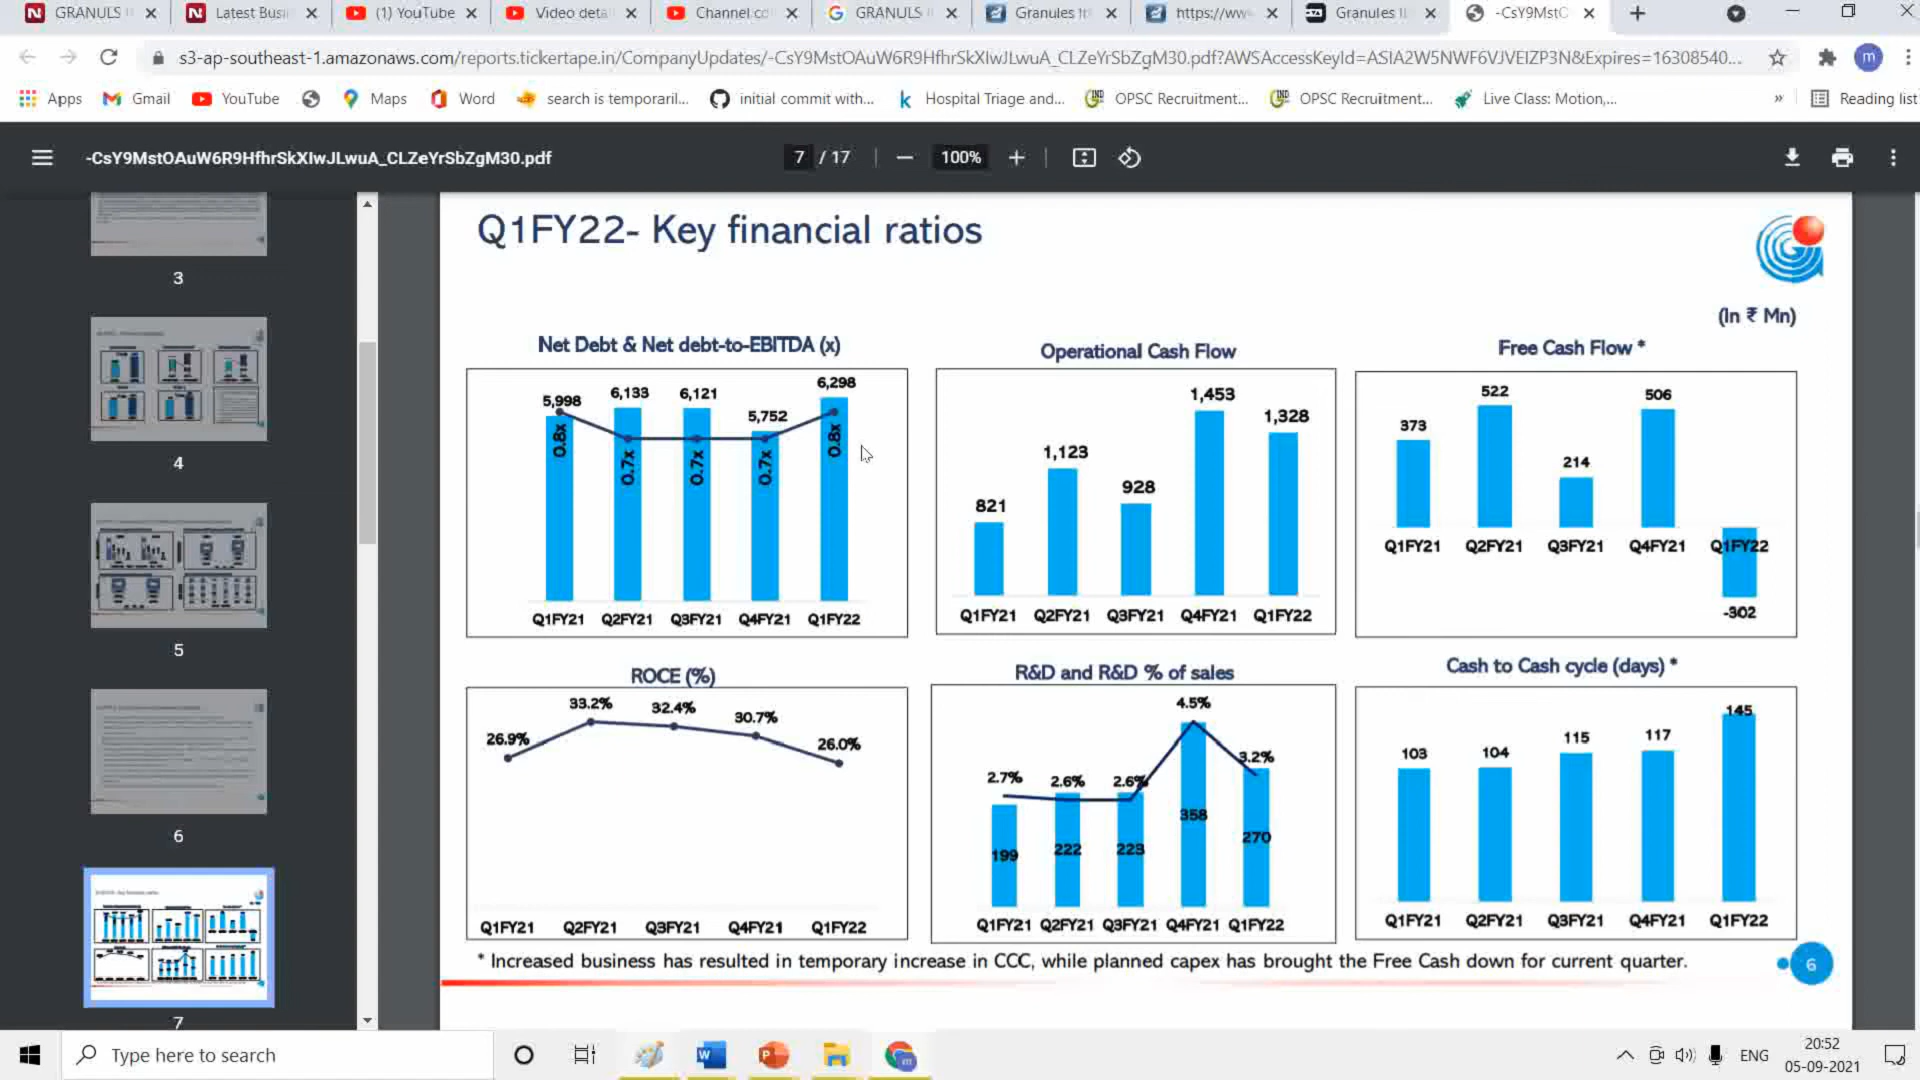 GRANULS I
Latest Busi
(1) YouTube
Video deta
Channel co
GRANULS I
Granules In
https://ww
Granules I
-CsY9MstO
s3-ap-southeast-1.amazonaws.com/reports.tickertape.in/CompanyUpdates/-CsY9MstOAuW6R9HfhrSkXIwJLwuA_CLZeYrSbZgM30.pdf?AWSAccessKeyId=ASIA2W5NWF6VJVEIZP3N&Expires=16308540...
m
Apps
Gmail
YouTube
Maps
Word
search is temporaril...
initial commit with...
Hospital Triage and...
OPSC Recruitment...
OPSC Recruitment...
Live Class: Motion,...
»
Reading list
-CsY9MstOAuW6R9HfhrSkXIwJLwuA_CLZeYrSbZgM30.pdf
7 / 17
100%
3
4
5
6
7
Q1FY22- Key financial ratios
(In ₹ Mn)
Net Debt & Net debt-to-EBITDA (x)
5,998 6,133 6,121 5,752 6,298
0.8x 0.7x 0.7x 0.7x 0.8x
Q1FY21 Q2FY21 Q3FY21 Q4FY21 Q1FY22
Operational Cash Flow
821 1,123 928 1,453 1,328
Q1FY21 Q2FY21 Q3FY21 Q4FY21 Q1FY22
Free Cash Flow *
373 522 214 506
Q1FY21 Q2FY21 Q3FY21 Q4FY21 Q1FY22
-302
ROCE (%)
26.9% 33.2% 32.4% 30.7% 26.0%
Q1FY21 Q2FY21 Q3FY21 Q4FY21 Q1FY22
R&D and R&D % of sales
2.7% 2.6% 2.6% 4.5% 3.2%
199 222 223 358 270
Q1FY21 Q2FY21 Q3FY21 Q4FY21 Q1FY22
Cash to Cash cycle (days) *
103 104 115 117 145
Q1FY21 Q2FY21 Q3FY21 Q4FY21 Q1FY22
* Increased business has resulted in temporary increase in CCC, while planned capex has brought the Free Cash down for current quarter.
6
Type here to search
ENG
20:52
05-09-2021